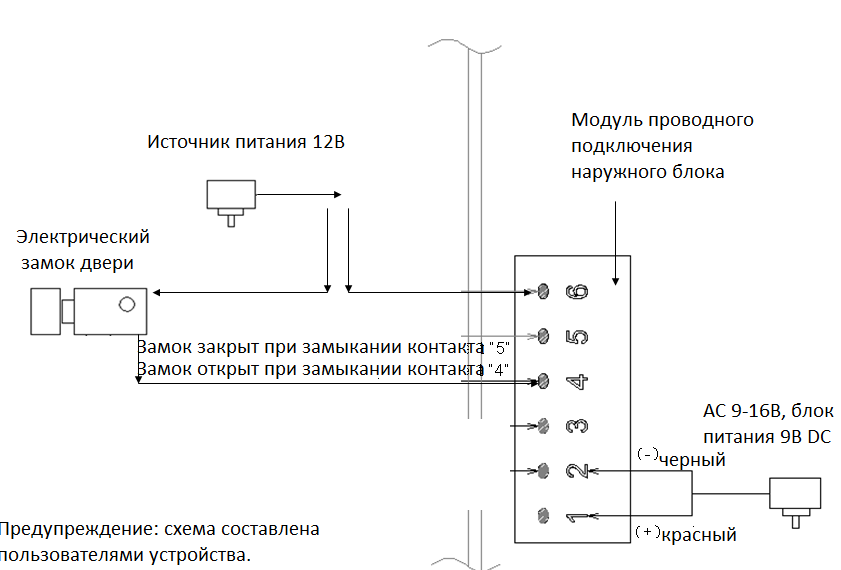 Источник питания 12В
Модуль проводного
подключения
наружного блока
Электрический
замок двери
6
Замок закрыт при замыкании контакта "5"
5
Замок открыт при замыкании контакта "4"
4
3
АС 9-16В, блок
питания 9В DC
(-)черный
2
1
(+)красный
Предупреждение: схема составлена
пользователями устройства.